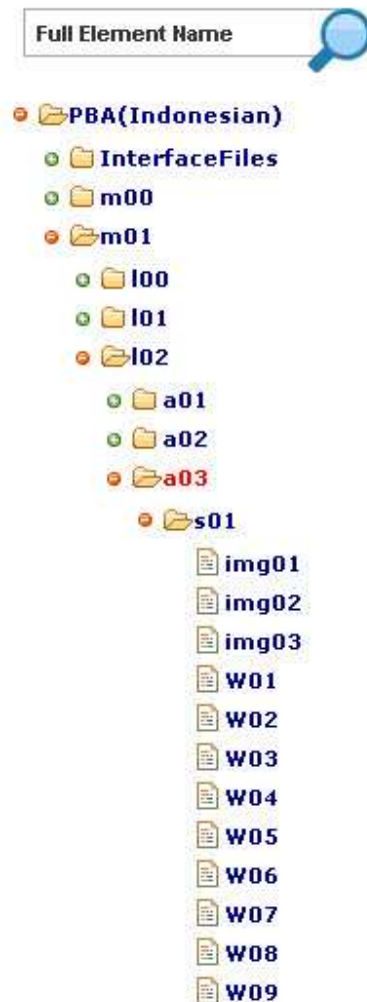 Full Element Name
PBA(Indonesian)
InterfaceFiles
m00
m01
l00
l01
l02
a01
a02
a03
s01
img01
img02
img03
W01
W02
W03
W04
W05
W06
W07
W08
W09